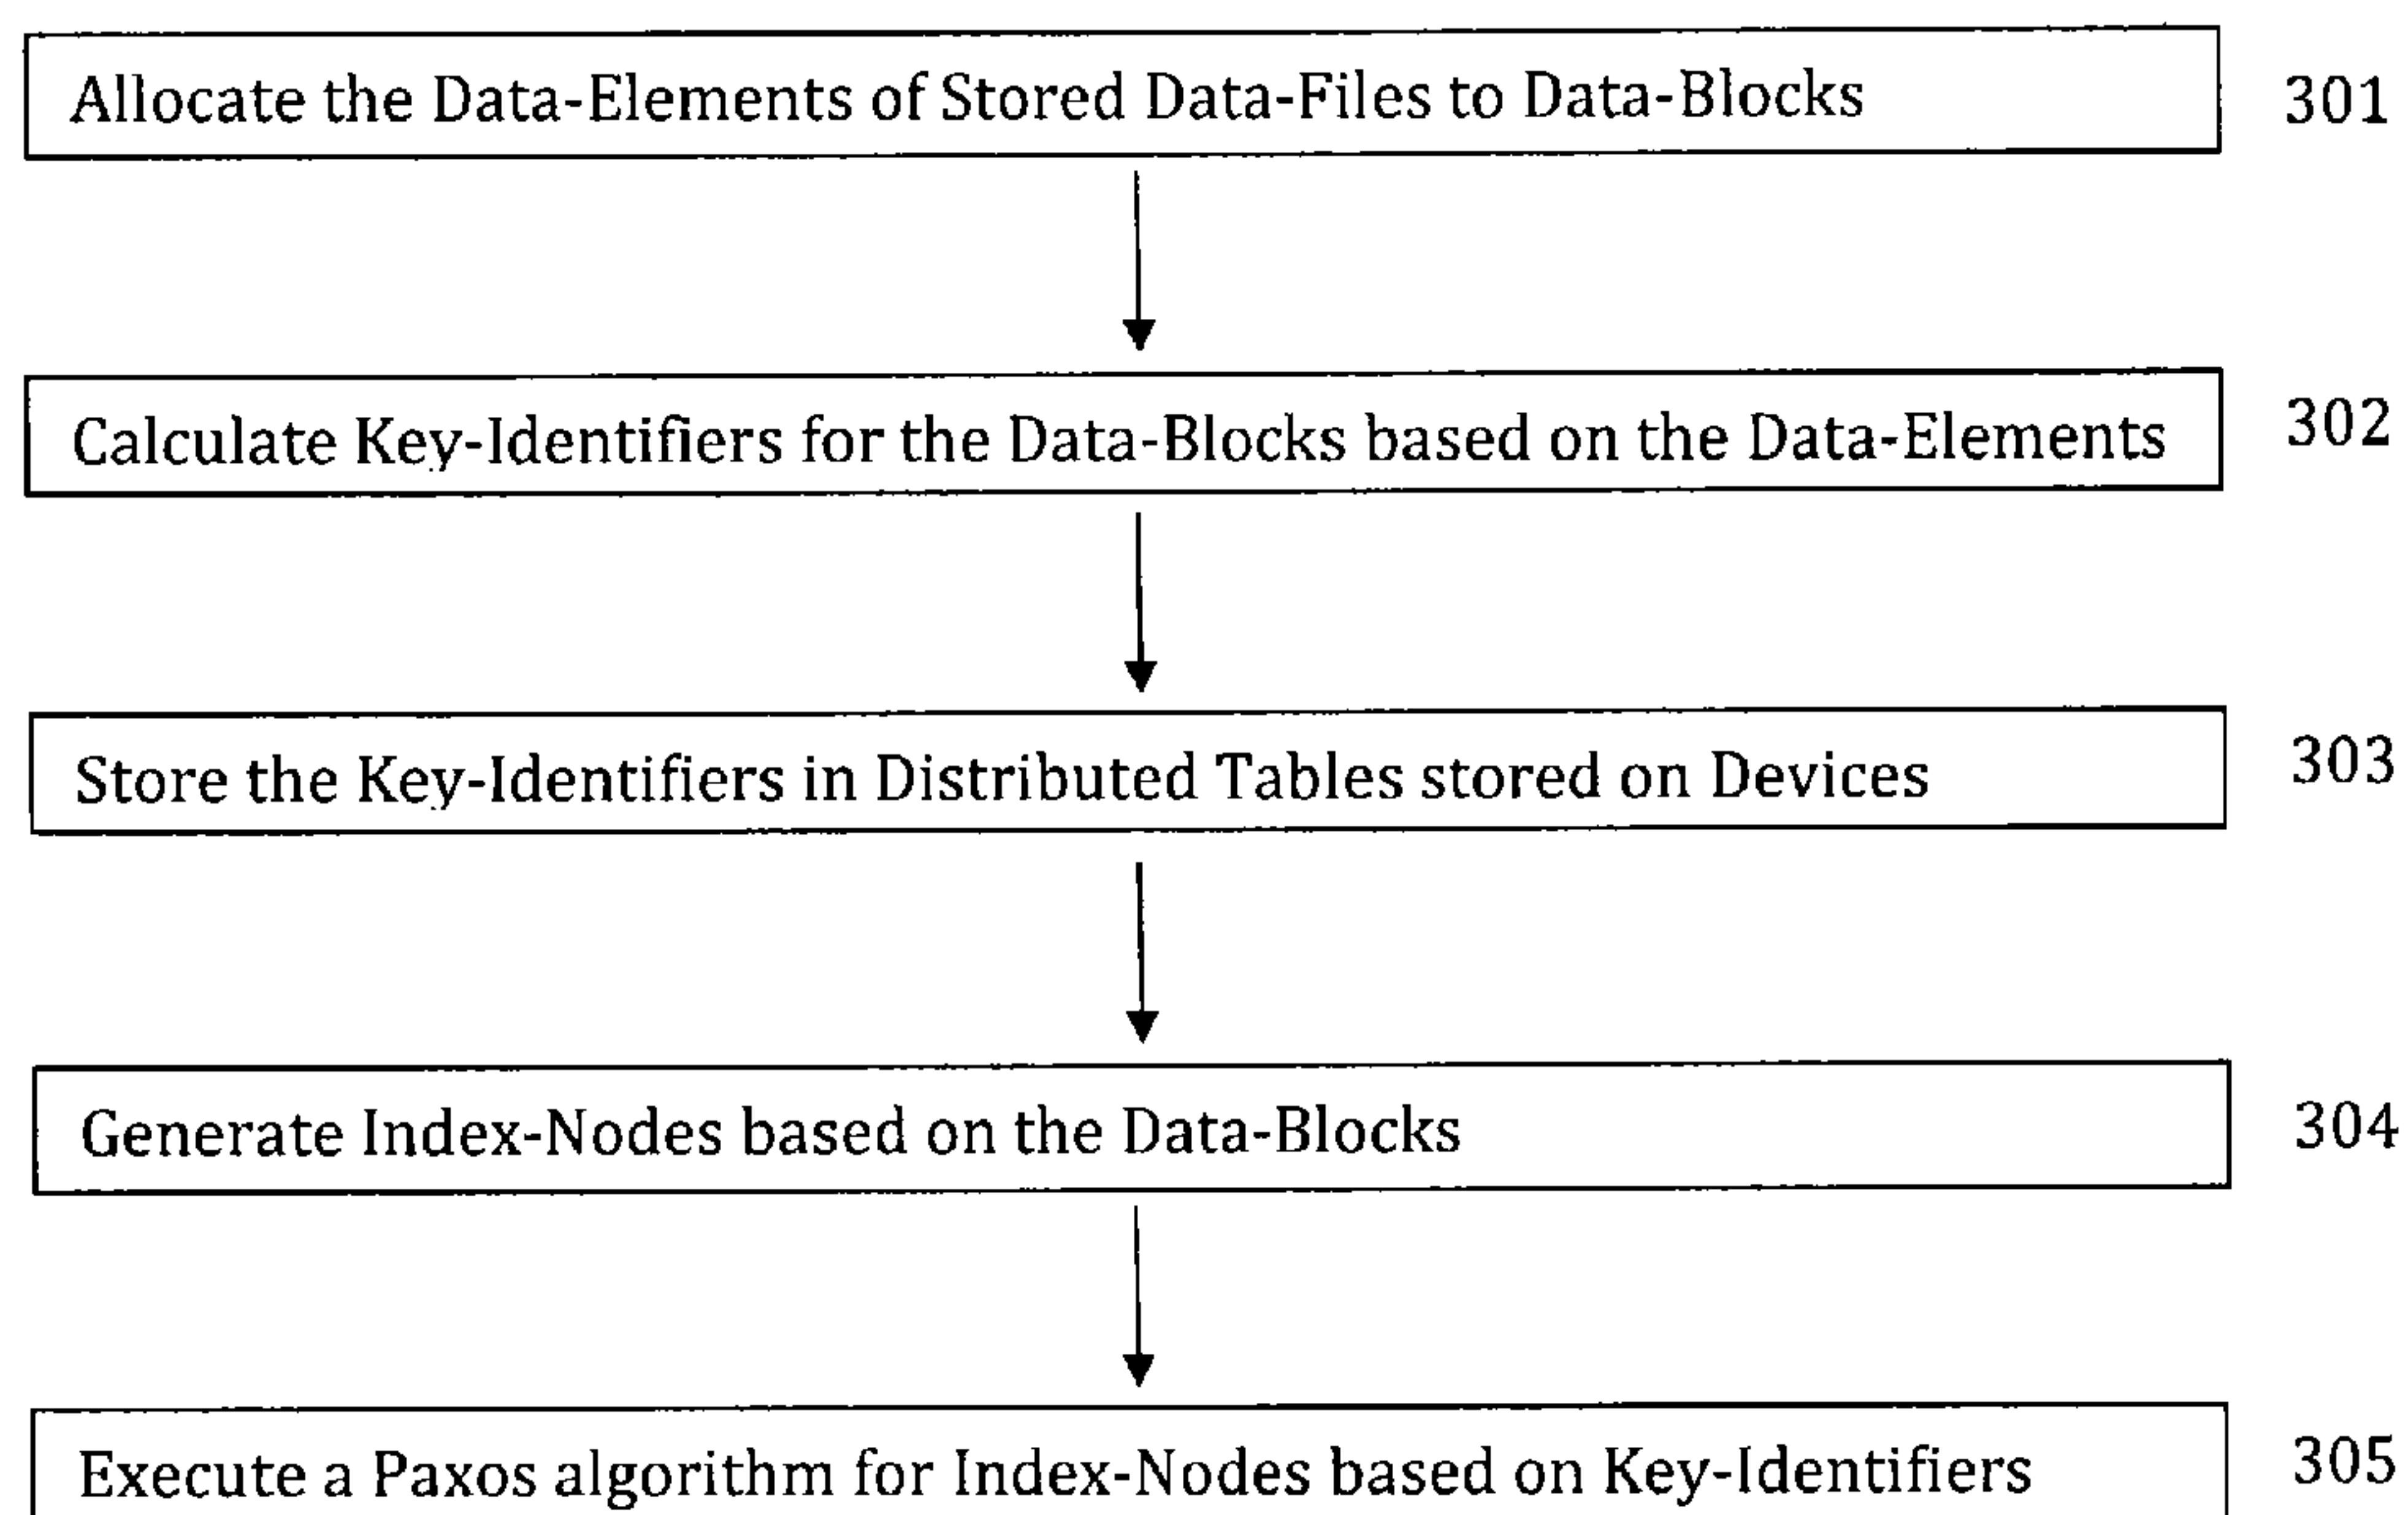 Allocate the Data-Elements of Stored Data-Files to Data-Blocks 301
Calculate Key-Identifiers for the Data-Blocks based on the Data-Elements 302
Store the Key-Identifiers in Distributed Tables stored on Devices 303
Generate Index-Nodes based on the Data-Blocks 304
Execute a Paxos algorithm for Index-Nodes based on Key-Identifiers 305